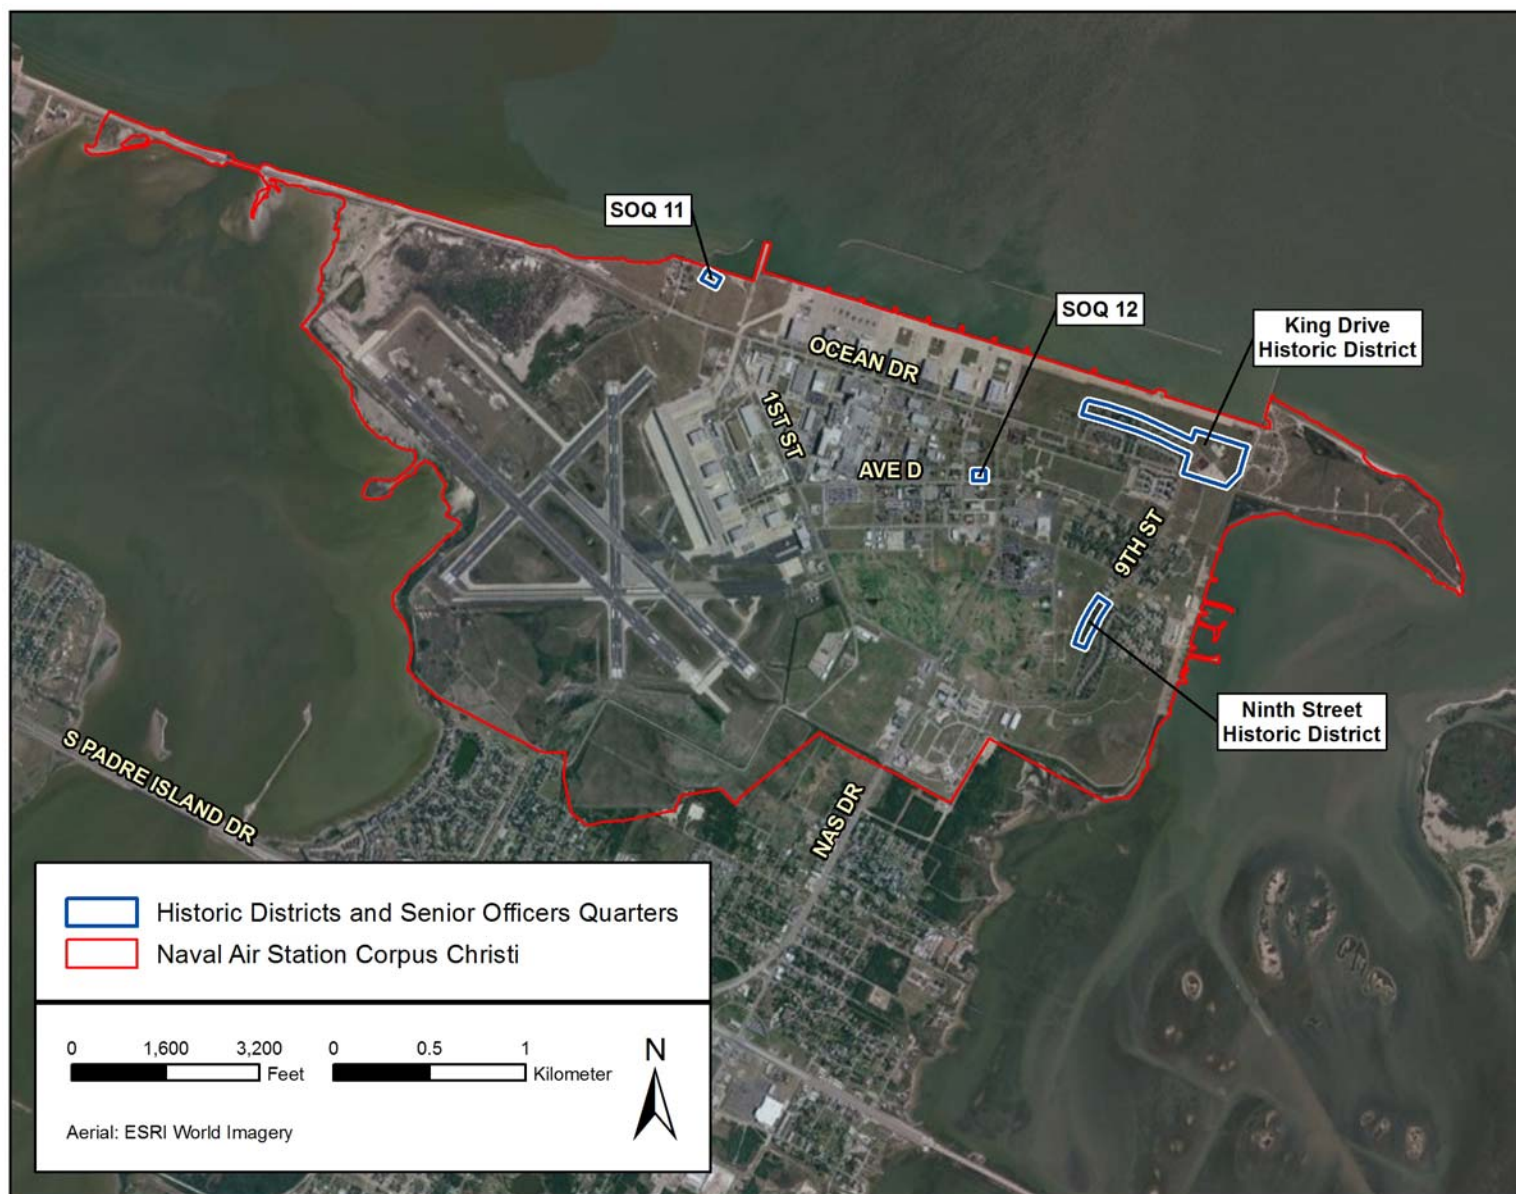 SOQ 11
SOQ 12
King Drive
Historic District
OCEAN DR
1ST ST
AVE D
9TH ST
Ninth Street
Historic District
S PADRE ISLAND DR
NAS DR
Historic Districts and Senior Officers Quarters
Naval Air Station Corpus Christi
0 1,600 3,200 Feet
0 0.5 1 Kilometer
N
Aerial: ESRI World Imagery